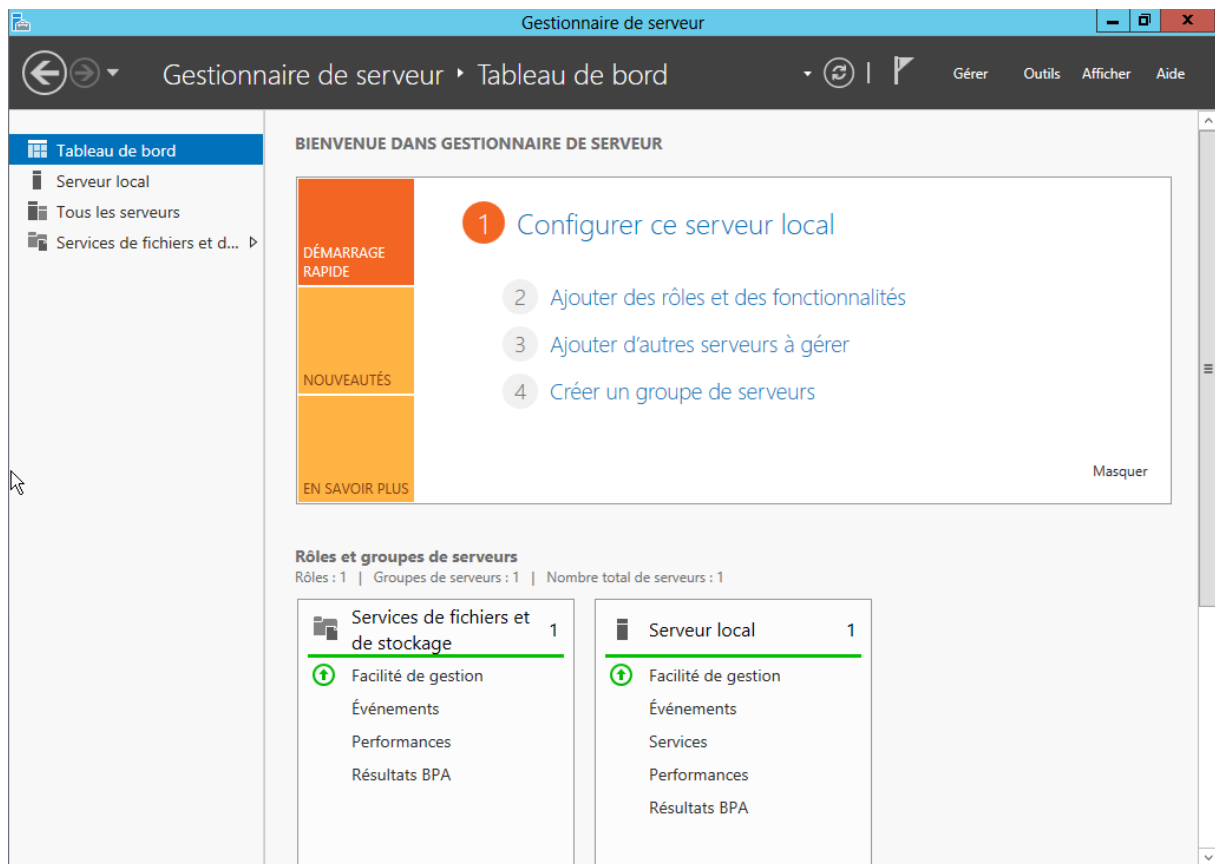 Gestionnaire de serveur
Gestionnaire de serveur ‣ Tableau de bord
Gérer Outils Afficher Aide
Tableau de bord
Serveur local
Tous les serveurs
Services de fichiers et d...
BIENVENUE DANS GESTIONNAIRE DE SERVEUR
DÉMARRAGE
RAPIDE
NOUVEAUTÉS
EN SAVOIR PLUS
1 Configurer ce serveur local
2 Ajouter des rôles et des fonctionnalités
3 Ajouter d’autres serveurs à gérer
4 Créer un groupe de serveurs
Masquer
Rôles et groupes de serveurs
Rôles : 1 | Groupes de serveurs : 1 | Nombre total de serveurs : 1
Services de fichiers et
de stockage
1
Facilité de gestion
Événements
Performances
Résultats BPA
Serveur local 1
Facilité de gestion
Événements
Services
Performances
Résultats BPA